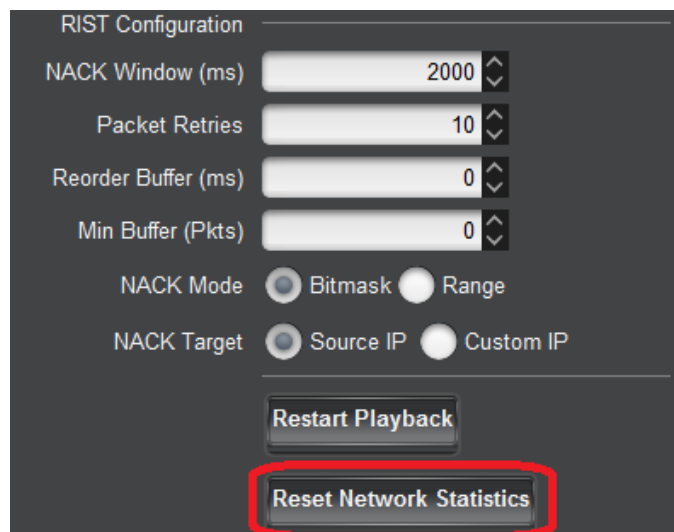 RIST Configuration
NACK Window (ms) 2000
Packet Retries 10
Reorder Buffer (ms) 0
Min Buffer (Pkts) 0
NACK Mode Bitmask Range
NACK Target Source IP Custom IP
Restart Playback
Reset Network Statistics